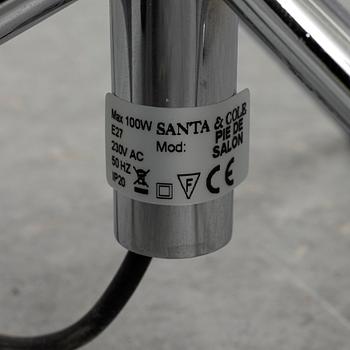 Max 100W SANTA & COLE
E27 PIE DE
230V AC Mod: SALON
50 HZ
IP20 F CE